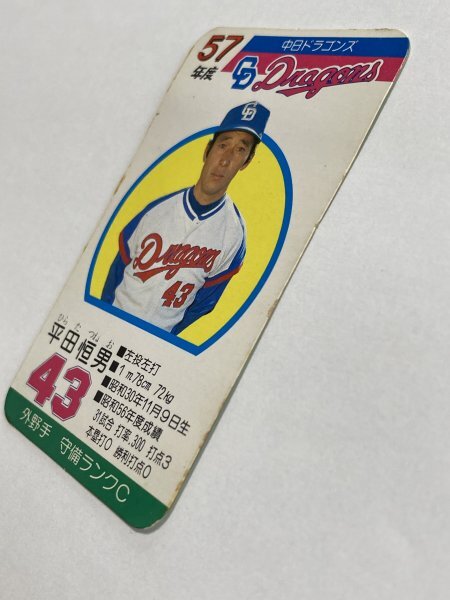 57
年度
中日ドラゴンズ
CD Dragons
CD
Dragons
43
ひらた つねお
平田恒男
43
■左投左打
■1m78cm 72kg
■昭和30年11月9日生
■昭和56年度成績
31試合 打率.300 打点3
本塁打0 勝利打点0
外野手 守備ランクC